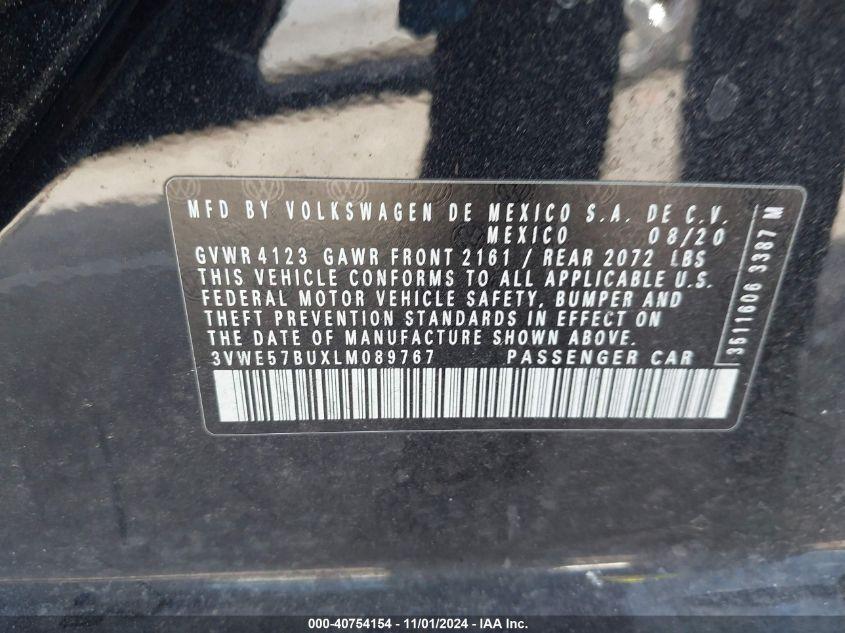 MFD BY VOLKSWAGEN DE MEXICO S.A. DE C.V.
MEXICO 08/20
GVWR 4123 GAWR FRONT 2161 / REAR 2072 LBS
THIS VEHICLE CONFORMS TO ALL APPLICABLE U.S.
FEDERAL MOTOR VEHICLE SAFETY, BUMPER AND
THEFT PREVENTION STANDARDS IN EFFECT ON
THE DATE OF MANUFACTURE SHOWN ABOVE.
3VWE57BUXLM089767 PASSENGER CAR
3511606 3387 M
000-40754154 - 11/01/2024 - IAA Inc.